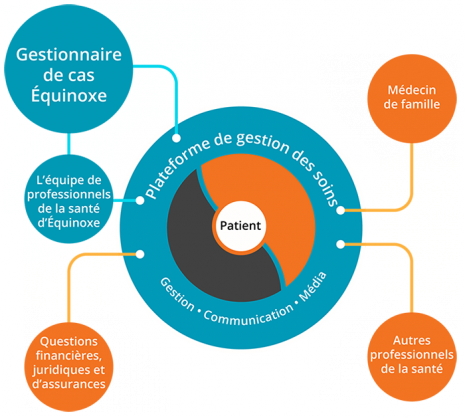 Gestionnaire
de cas
Équinoxe
Médecin
de famille
Plateforme de gestion des soins
L'équipe de
professionnels
de la santé
d'Équinoxe
Patient
Gestion • Communication • Média
Questions
financières,
juridiques et
d'assurances
Autres
professionnels
de la santé